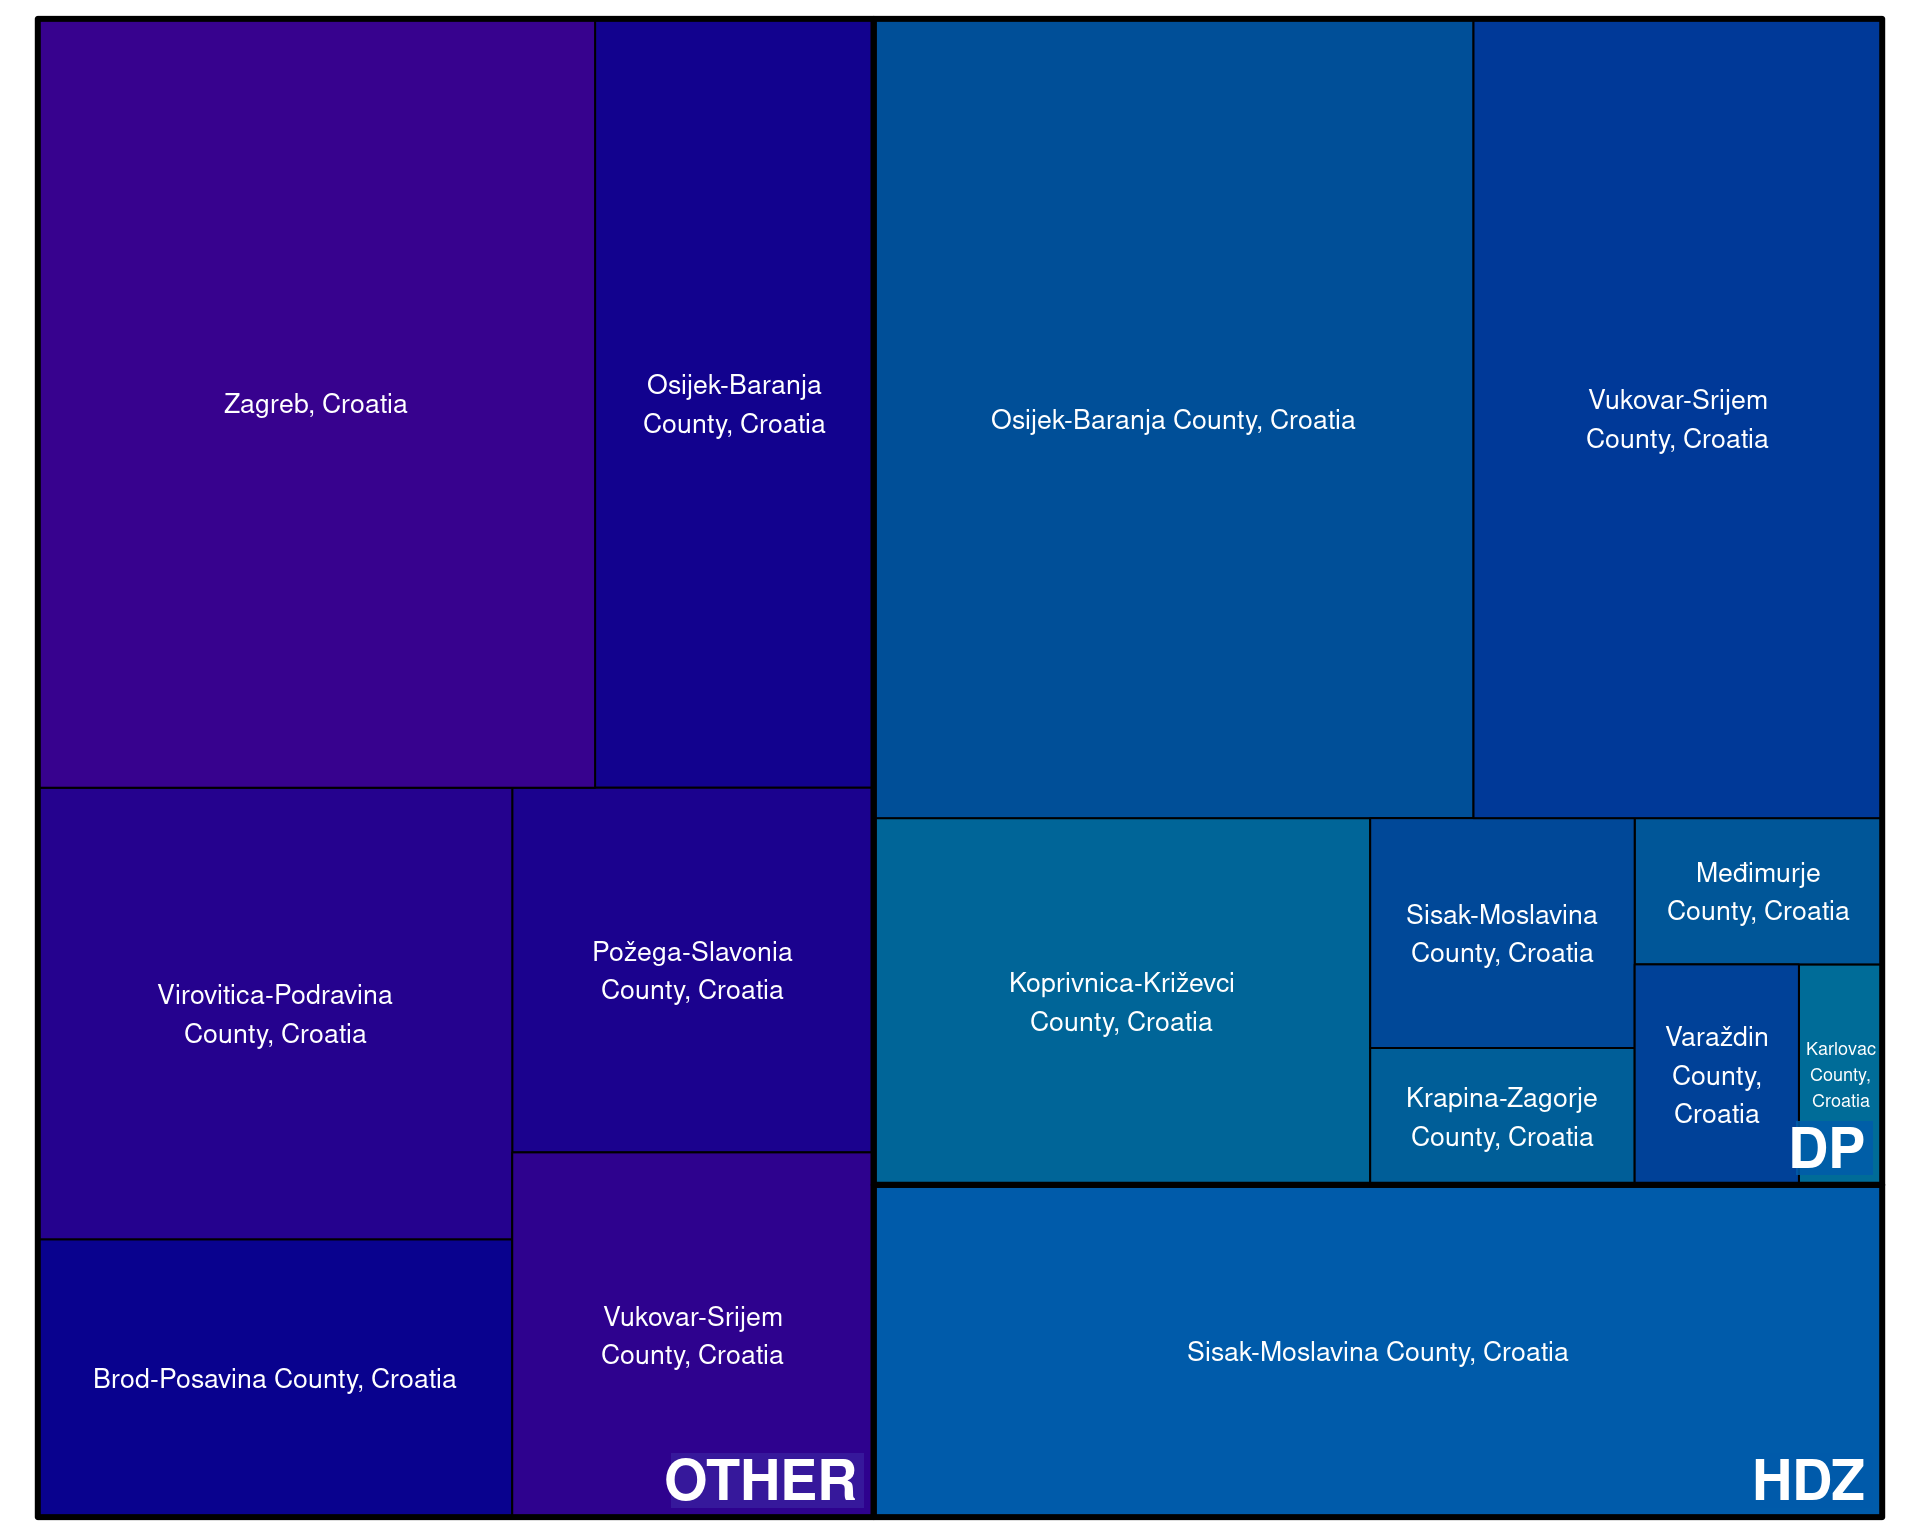 Zagreb, Croatia
Osijek-Baranja
County, Croatia
Virovitica-Podravina
County, Croatia
Požega-Slavonia
County, Croatia
Brod-Posavina County, Croatia
Vukovar-Srijem
County, Croatia
OTHER
Osijek-Baranja County, Croatia
Vukovar-Srijem
County, Croatia
Koprivnica-Križevci
County, Croatia
Sisak-Moslavina
County, Croatia
Krapina-Zagorje
County, Croatia
Međimurje
County, Croatia
Varaždin
County,
Croatia
Karlovac
County,
Croatia
DP
Sisak-Moslavina County, Croatia
HDZ